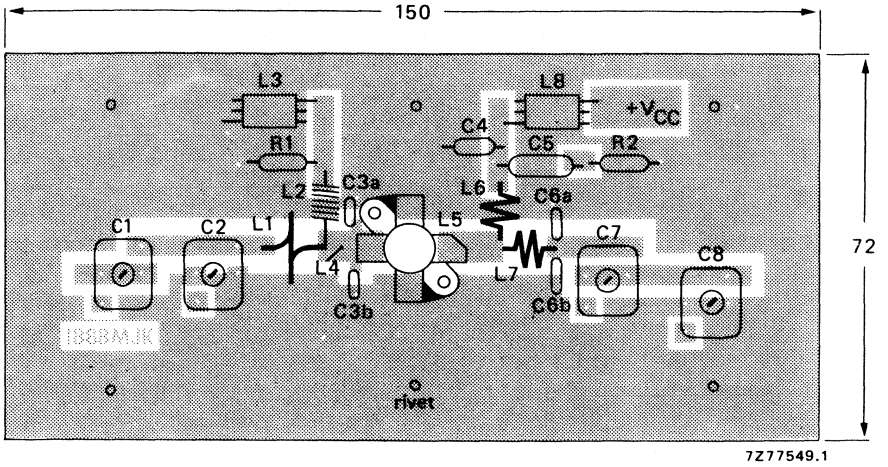 150
L3
L8
+VCC
C4
R1
C5
R2
L2
C3a
L6
C6a
C1
C2
L1
L5
C7
72
L4
L7
C8
C3b
C6b
rivet
7Z77549.1